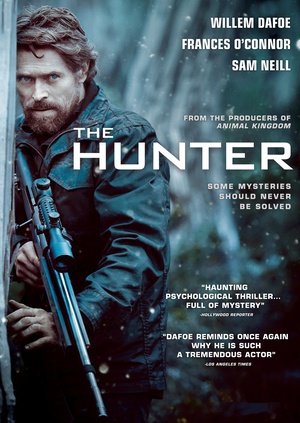 WILLEM DAFOE
FRANCES O'CONNOR
SAM NEILL
FROM THE PRODUCERS OF
ANIMAL KINGDOM
THE
HUNTER
SOME MYSTERIES
SHOULD NEVER
BE SOLVED
"HAUNTING
PSYCHOLOGICAL THRILLER...
FULL OF MYSTERY"
-HOLLYWOOD REPORTER
"DAFOE REMINDS ONCE AGAIN
WHY HE IS SUCH
A TREMENDOUS ACTOR"
-LOS ANGELES TIMES